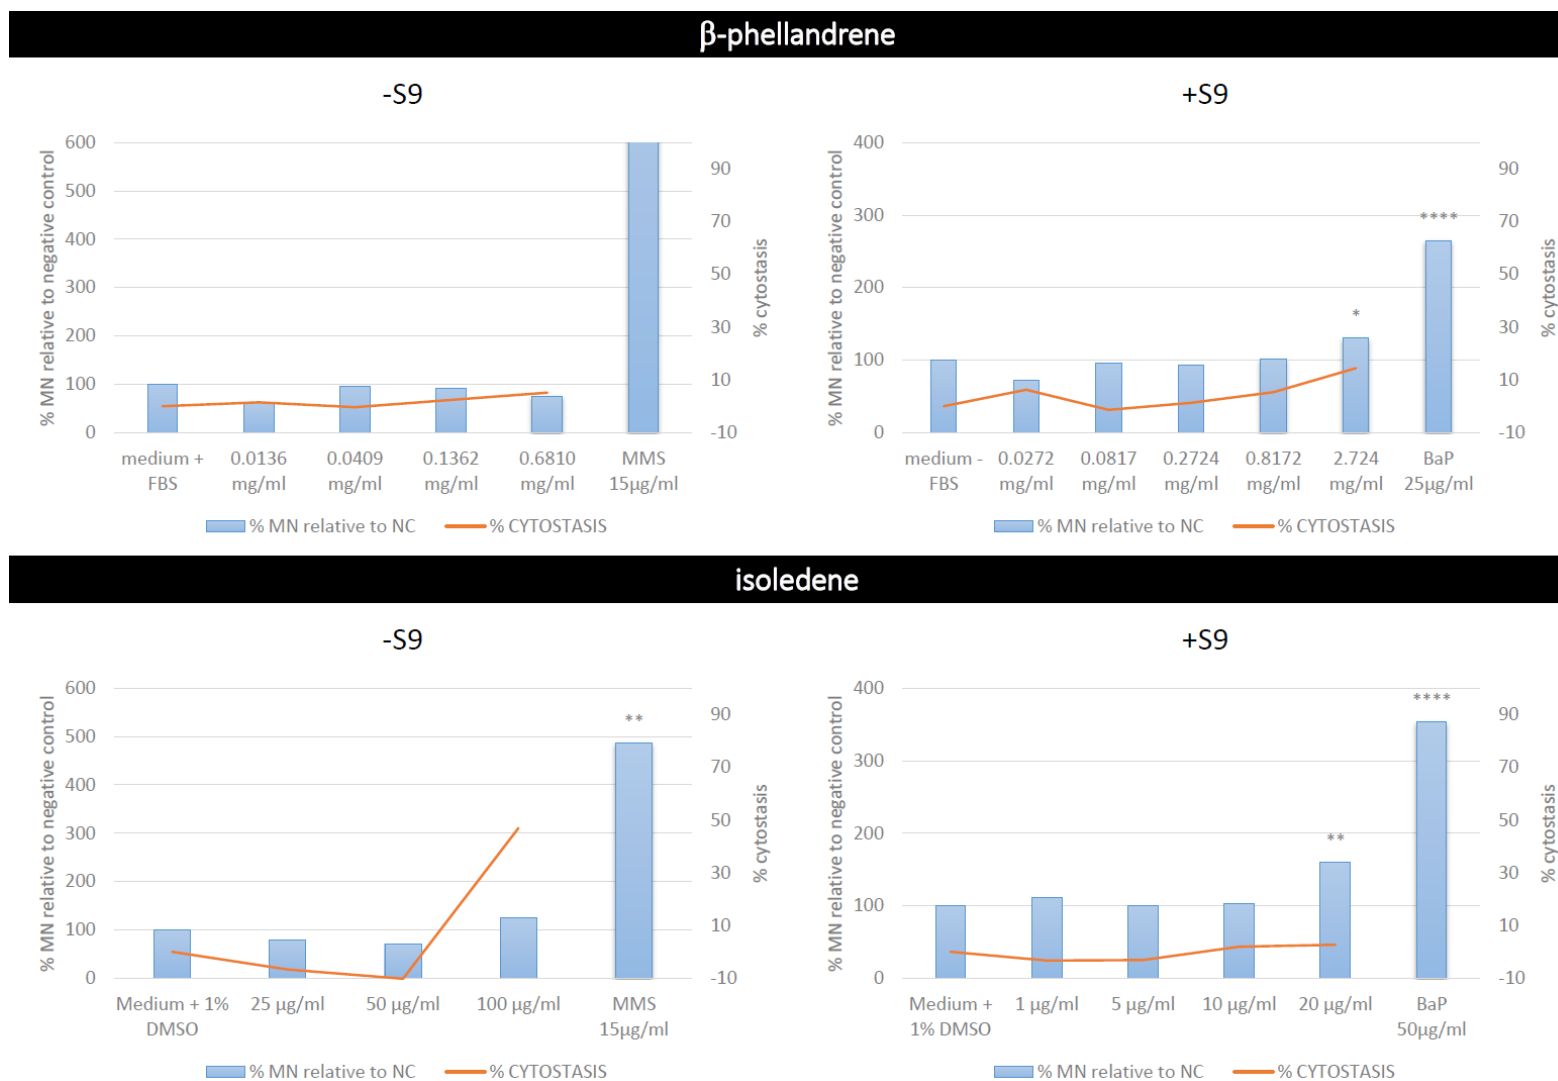 β-phellandrene
-S9
% MN relative to negative control
600
500
400
300
200
100
0
90
70
50
30
10
-10
% cytostasis
medium + FBS
0.0136 mg/ml
0.0409 mg/ml
0.1362 mg/ml
0.6810 mg/ml
MMS 15µg/ml
% MN relative to NC
% CYTOSTASIS
+S9
% MN relative to negative control
400
300
200
100
0
****
*
90
70
50
30
10
-10
% cytostasis
medium - FBS
0.0272 mg/ml
0.0817 mg/ml
0.2724 mg/ml
0.8172 mg/ml
2.724 mg/ml
BaP 25µg/ml
% MN relative to NC
% CYTOSTASIS
isoledene
-S9
% MN relative to negative control
600
500
400
300
200
100
0
**
90
70
50
30
10
-10
% cytostasis
Medium + 1% DMSO
25 µg/ml
50 µg/ml
100 µg/ml
MMS 15µg/ml
% MN relative to NC
% CYTOSTASIS
+S9
% MN relative to negative control
400
300
200
100
0
****
**
90
70
50
30
10
-10
% cytostasis
Medium + 1% DMSO
1 µg/ml
5 µg/ml
10 µg/ml
20 µg/ml
BaP 50µg/ml
% MN relative to NC
% CYTOSTASIS